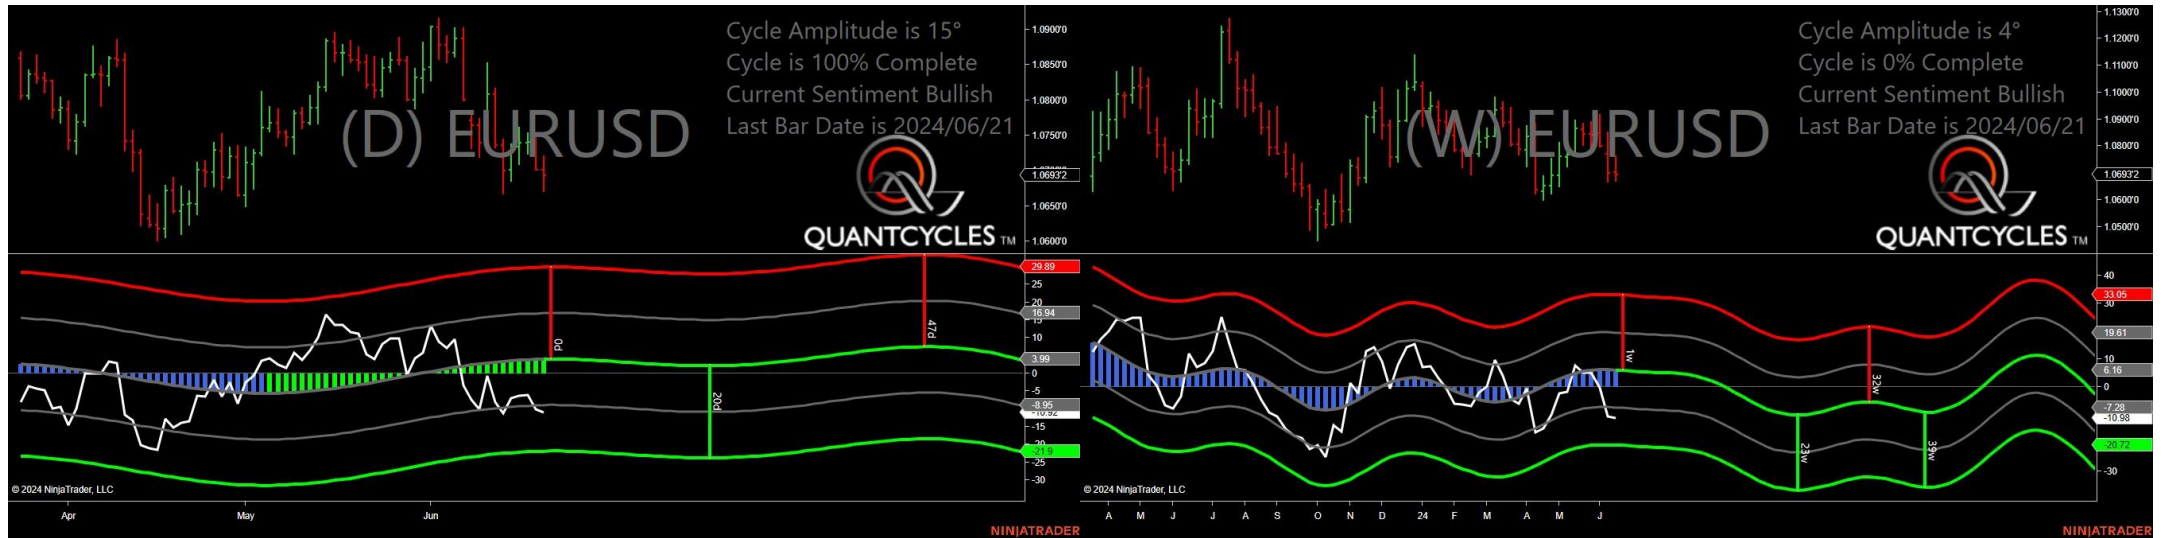 Cycle Amplitude is 15°
Cycle is 100% Complete
Current Sentiment Bullish
Last Bar Date is 2024/06/21
(D) EURUSD
QUANTCYCLES TM
1.0900'0
1.0850'0
1.0800'0
1.0750'0
1.0693'2
1.0650'0
1.0600'0
29.89
25
20
16.94
10
3.99
0
-5
-8.95
-10.92
-15
-21.9
-25
-30
0d
20d
47d
© 2024 NinjaTrader, LLC
Apr May Jun
NINJATRADER
Cycle Amplitude is 4°
Cycle is 0% Complete
Current Sentiment Bullish
Last Bar Date is 2024/06/21
(W) EURUSD
QUANTCYCLES TM
1.1300'0
1.1200'0
1.1100'0
1.1000'0
1.0900'0
1.0800'0
1.0693'2
1.0600'0
1.0500'0
40
33.05
30
19.61
10
6.16
0
-7.28
-10.98
-20.72
-30
1w
23w
32w
39w
© 2024 NinjaTrader, LLC
A M J J A S O N D 24 F M A M J
NINJATRADER